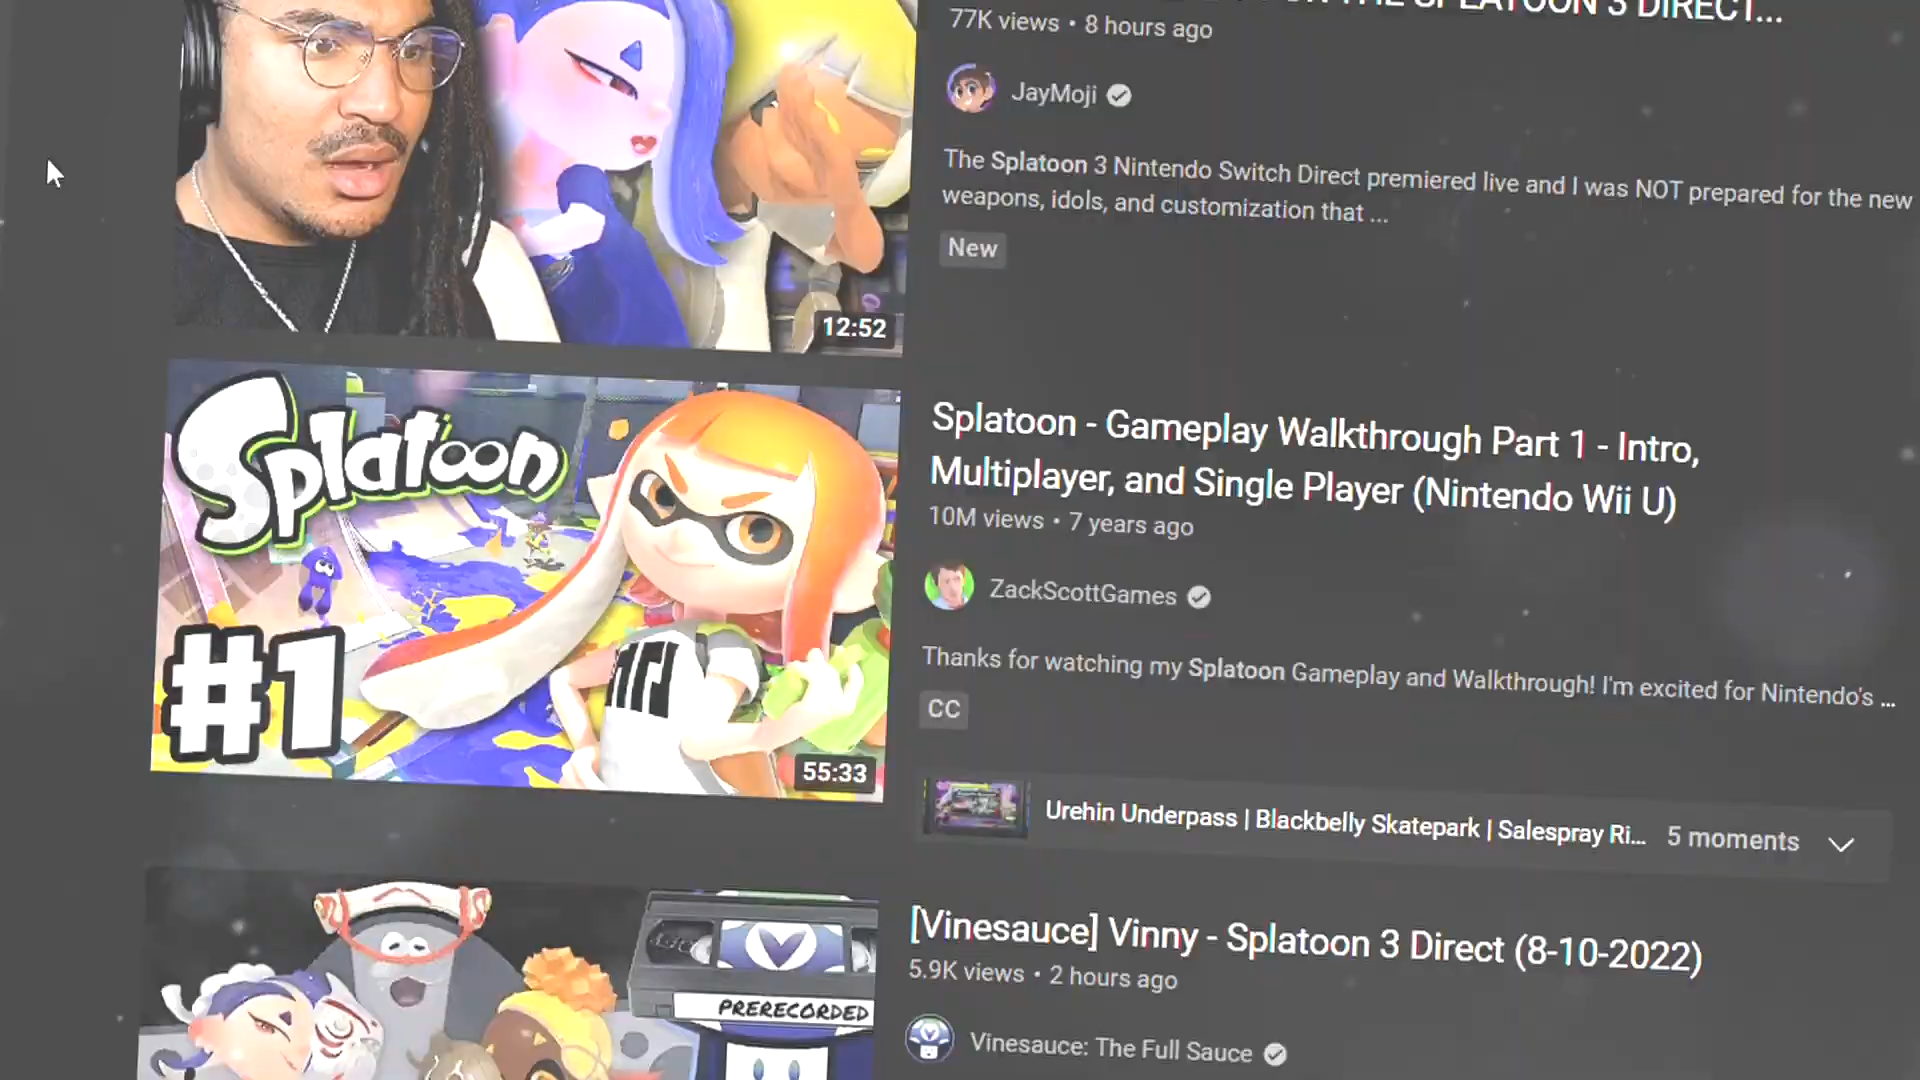 SPLATOON 3 DIRECT...
77K views • 8 hours ago
JayMoji
The Splatoon 3 Nintendo Switch Direct premiered live and I was NOT prepared for the new
weapons, idols, and customization that ...
New
12:52
Splatoon
#1
55:33
Splatoon - Gameplay Walkthrough Part 1 - Intro,
Multiplayer, and Single Player (Nintendo Wii U)
10M views • 7 years ago
ZackScottGames
Thanks for watching my Splatoon Gameplay and Walkthrough! I'm excited for Nintendo's ...
CC
Urehin Underpass | Blackbelly Skatepark | Salespray Ri... 5 moments
PRERECORDED
[Vinesauce] Vinny - Splatoon 3 Direct (8-10-2022)
5.9K views • 2 hours ago
Vinesauce: The Full Sauce